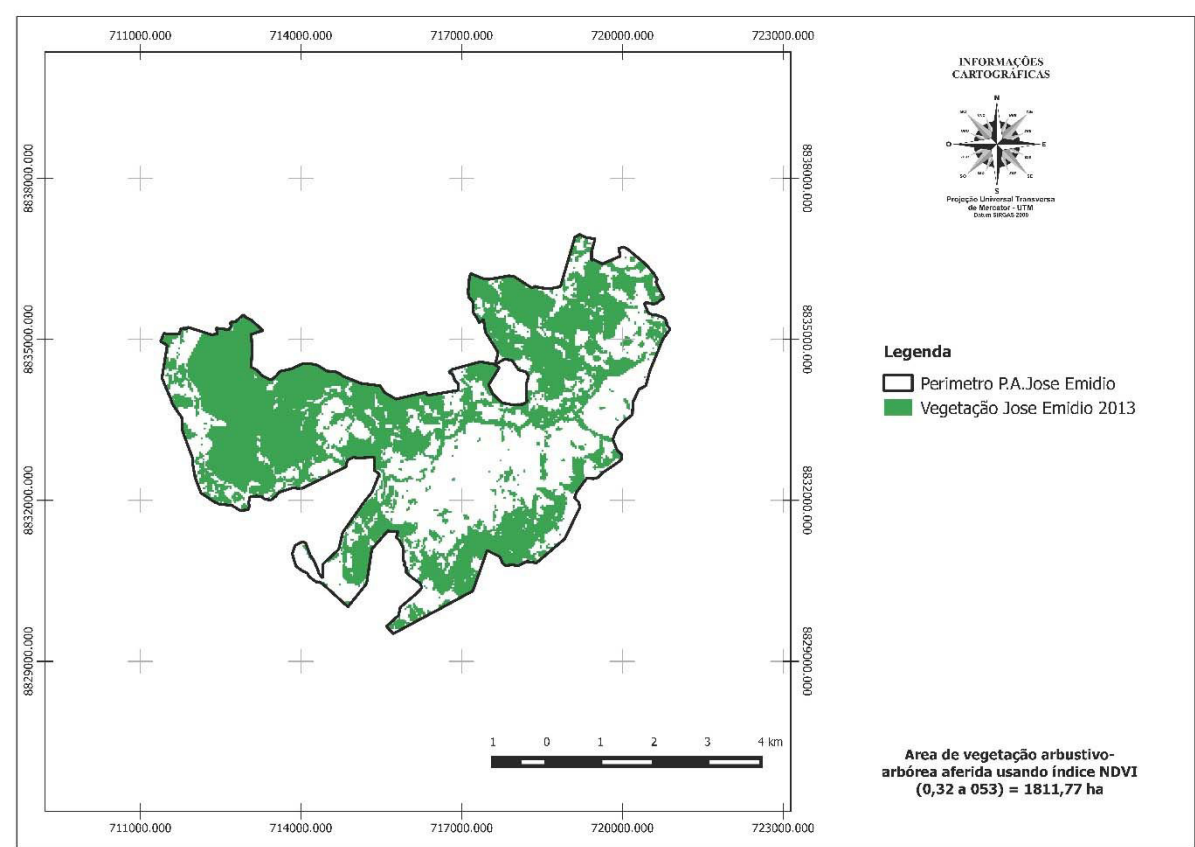 711000.000 714000.000 717000.000 720000.000 723000.000
8838000.000 8838000.000
8835000.000 8835000.000
8832000.000 8832000.000
8829000.000 8829000.000
1 0 1 2 3 4 km
711000.000 714000.000 717000.000 720000.000 723000.000
INFORMAÇÕES
CARTOGRÁFICAS
N
O E
SO SE
S
Projeção Universal Transversa
de Mercator - UTM
Datum SIRGAS 2000
Legenda
Perimetro P.A.Jose Emidio
Vegetação Jose Emídio 2013
Area de vegetação arbustivo-
arbórea aferida usando índice NDVI
(0,32 a 053) = 1811,77 ha